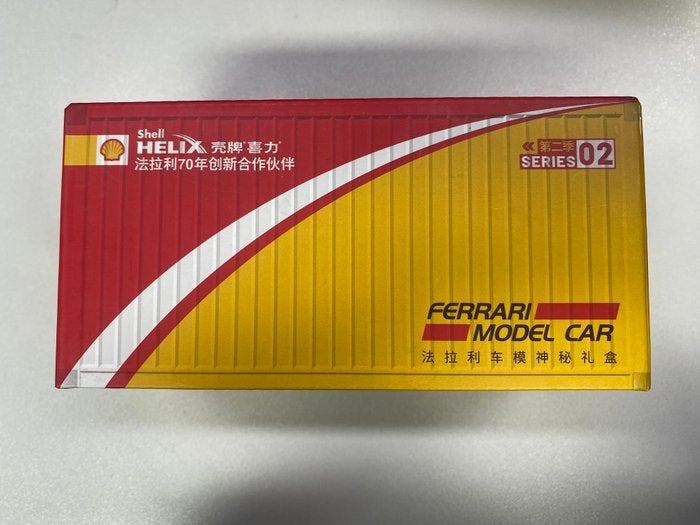 Shell
HELIX 壳牌®喜力®
法拉利70年创新合作伙伴
第二季
SERIES 02
FERRARI
MODEL CAR
法拉利车模神秘礼盒